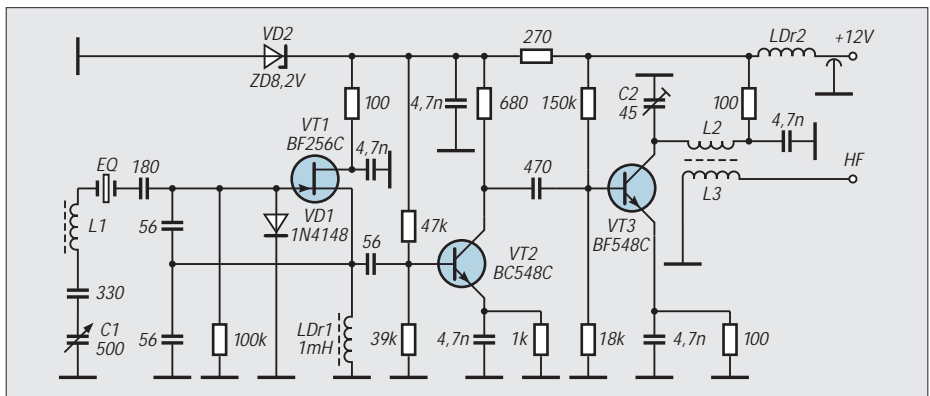 VD2
ZD8,2V
270
LDr2
+12V
100
4,7n
680
150k
C2
45
100
VT1
BF256C
4,7n
L2
4,7n
EQ
180
470
HF
L3
L1
56
VD1
1N4148
47k
56
VT2
BC548C
VT3
BF548C
330
C1
500
56
100k
LDr1
1mH
39k
4,7n
1k
18k
4,7n
100